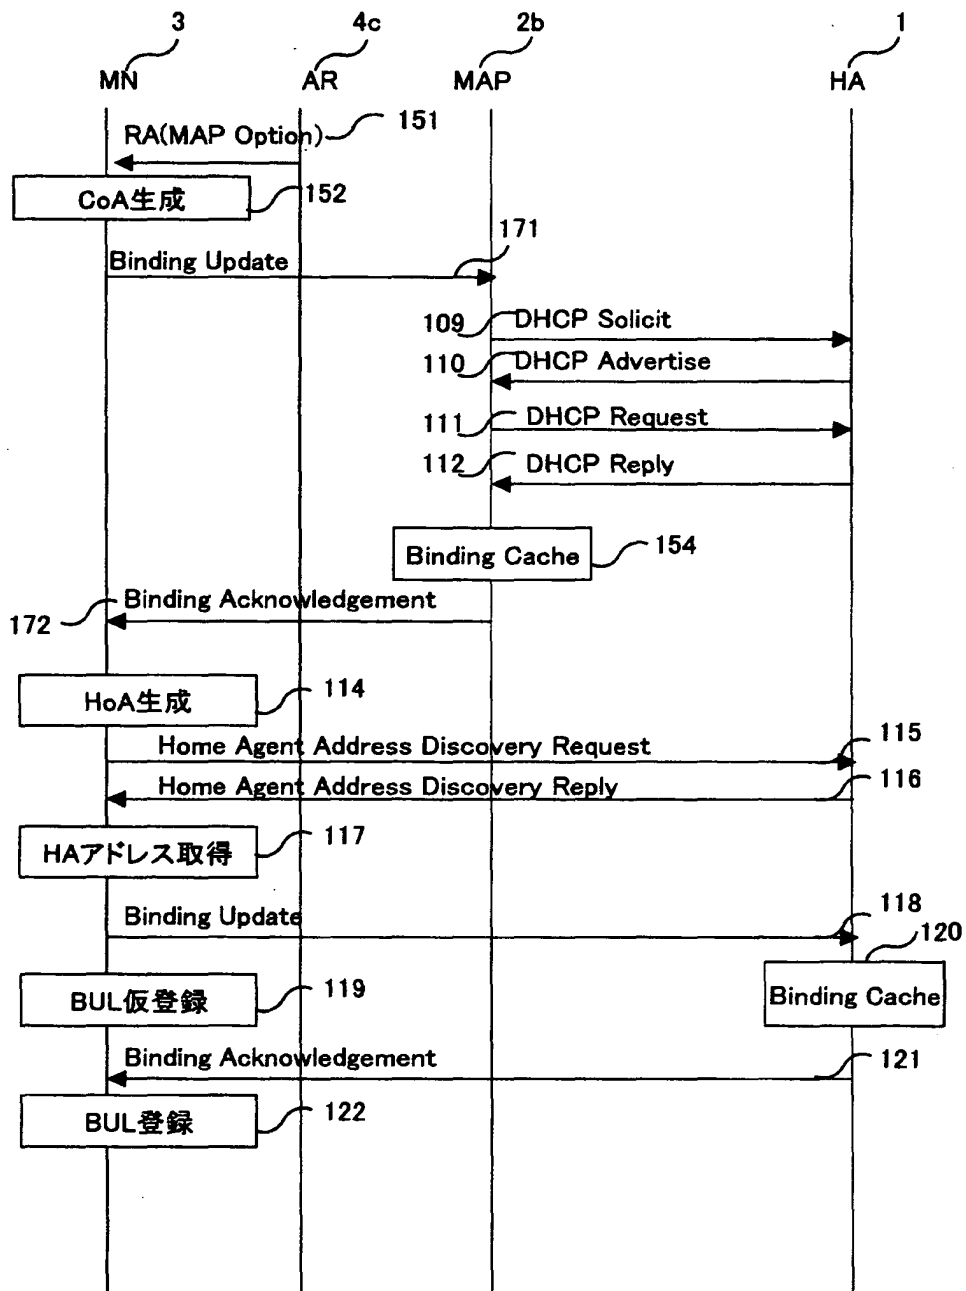 3 4c 2b 1
MN AR MAP HA
RA(MAP Option) 151
CoA生成 152
171
Binding Update
109 DHCP Solicit
110 DHCP Advertise
111 DHCP Request
112 DHCP Reply
Binding Cache 154
Binding Acknowledgement
172
HoA生成 114
Home Agent Address Discovery Request 115
Home Agent Address Discovery Reply 116
HAアドレス取得 117
Binding Update 118
120
BUL仮登録 119
Binding Cache
Binding Acknowledgement 121
BUL登録 122